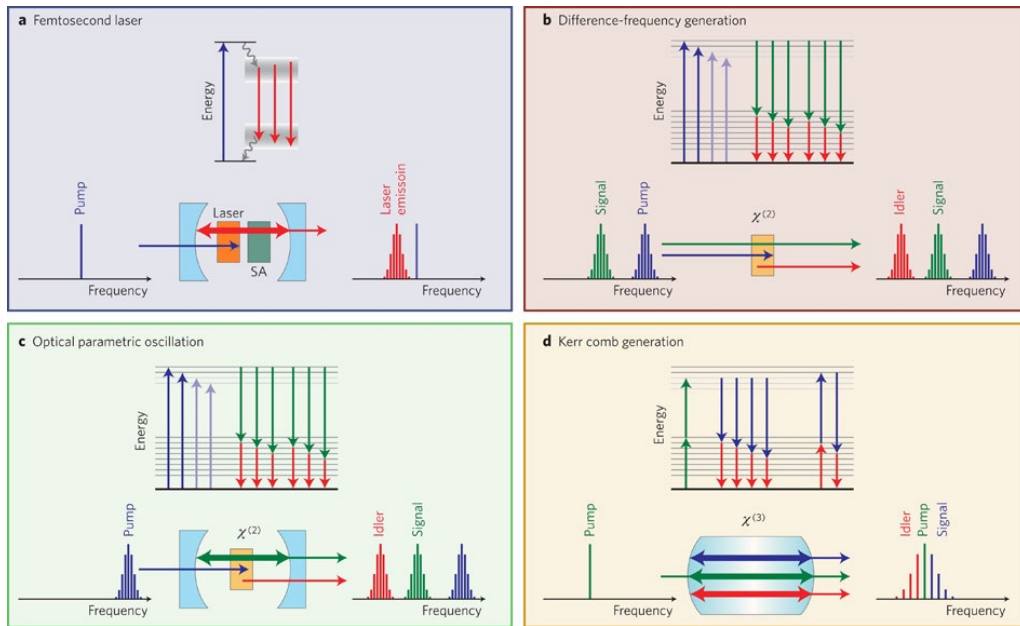 a Femtosecond laser
Energy
Pump
Laser
SA
Frequency
Laser
emissoin
Frequency
b Difference-frequency generation
Energy
Signal
Pump
Frequency
χ(2)
Idler
Signal
Frequency
c Optical parametric oscillation
Energy
Pump
Frequency
χ(2)
Idler
Signal
Frequency
d Kerr comb generation
Energy
Pump
Frequency
χ(3)
Idler
Pump
Signal
Frequency